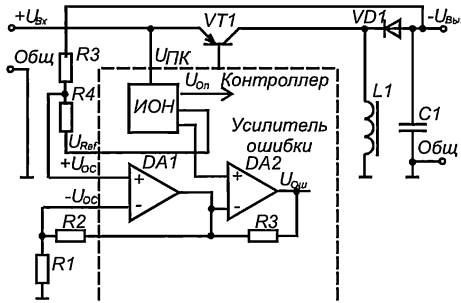 +UВх
VT1
VD1
-UВы
Общ
R3
UПК
UОп
Контроллер
L1
R4
ИОН
C1
URef
Усилитель
ошибки
+UОС
DA1
DA2
Общ
UОш
-UОС
R2
R3
R1